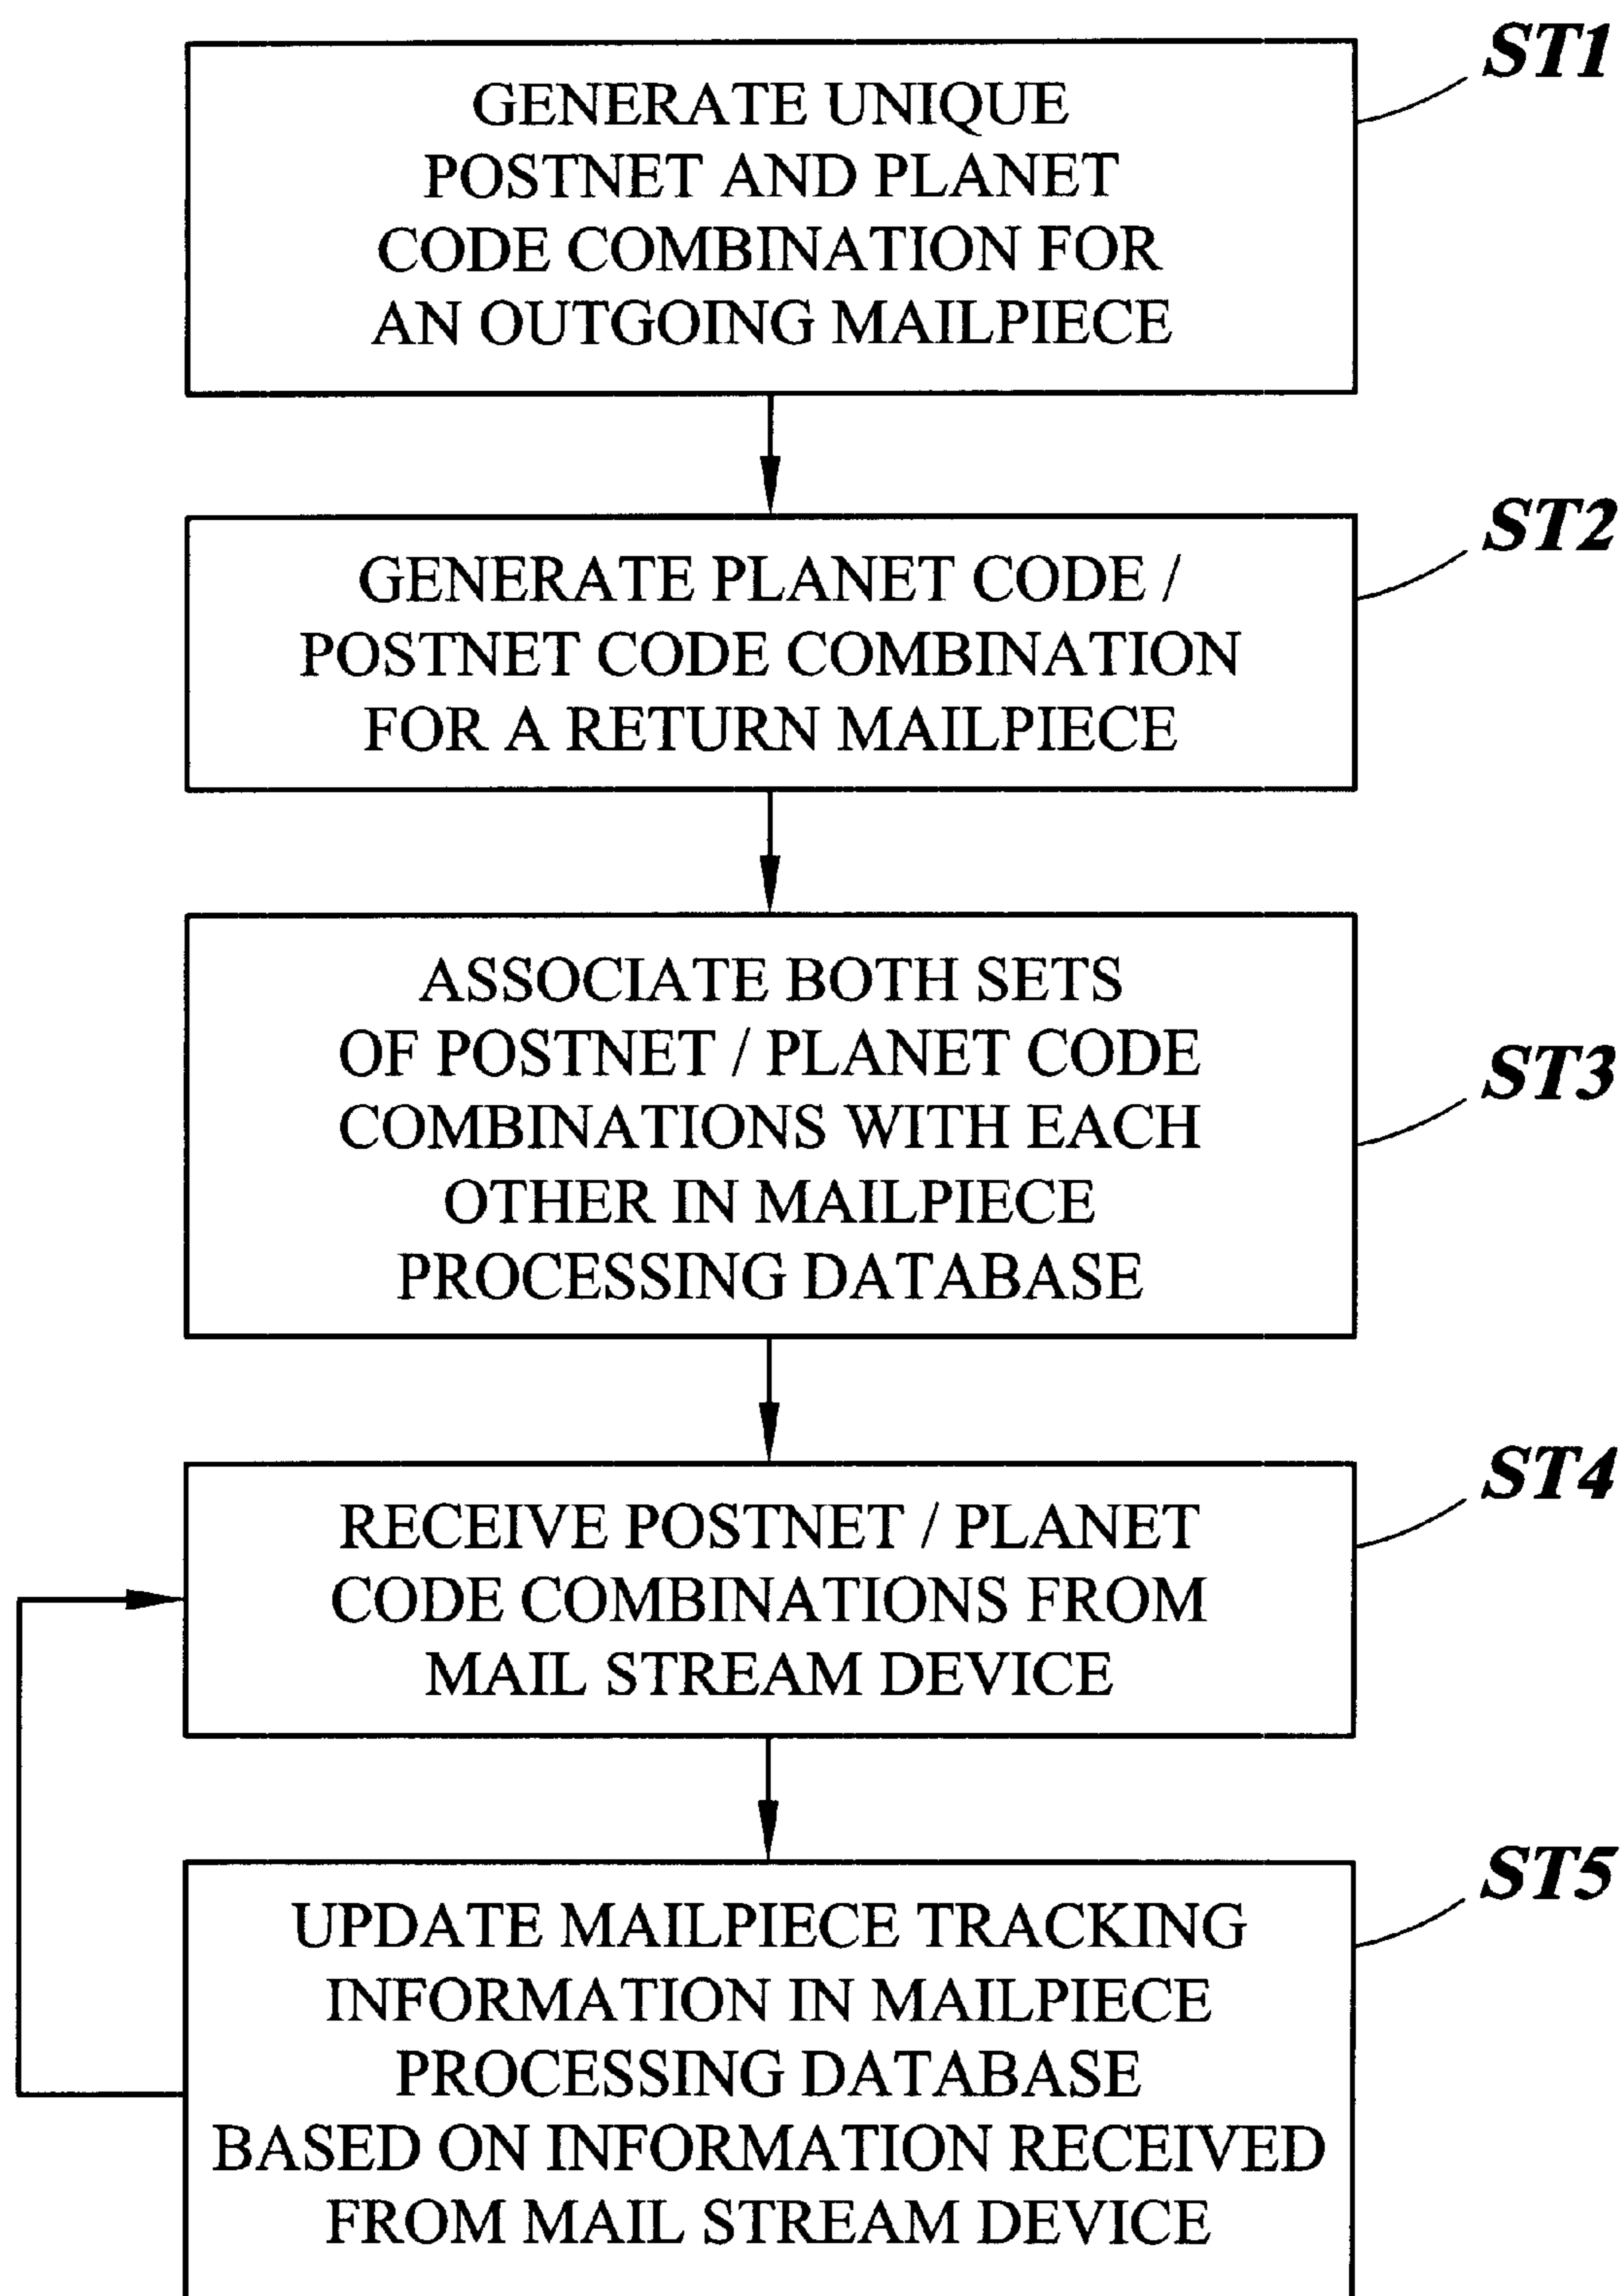 ST1
GENERATE UNIQUE
POSTNET AND PLANET
CODE COMBINATION FOR
AN OUTGOING MAILPIECE
ST2
GENERATE PLANET CODE /
POSTNET CODE COMBINATION
FOR A RETURN MAILPIECE
ST3
ASSOCIATE BOTH SETS
OF POSTNET / PLANET CODE
COMBINATIONS WITH EACH
OTHER IN MAILPIECE
PROCESSING DATABASE
ST4
RECEIVE POSTNET / PLANET
CODE COMBINATIONS FROM
MAIL STREAM DEVICE
ST5
UPDATE MAILPIECE TRACKING
INFORMATION IN MAILPIECE
PROCESSING DATABASE
BASED ON INFORMATION RECEIVED
FROM MAIL STREAM DEVICE